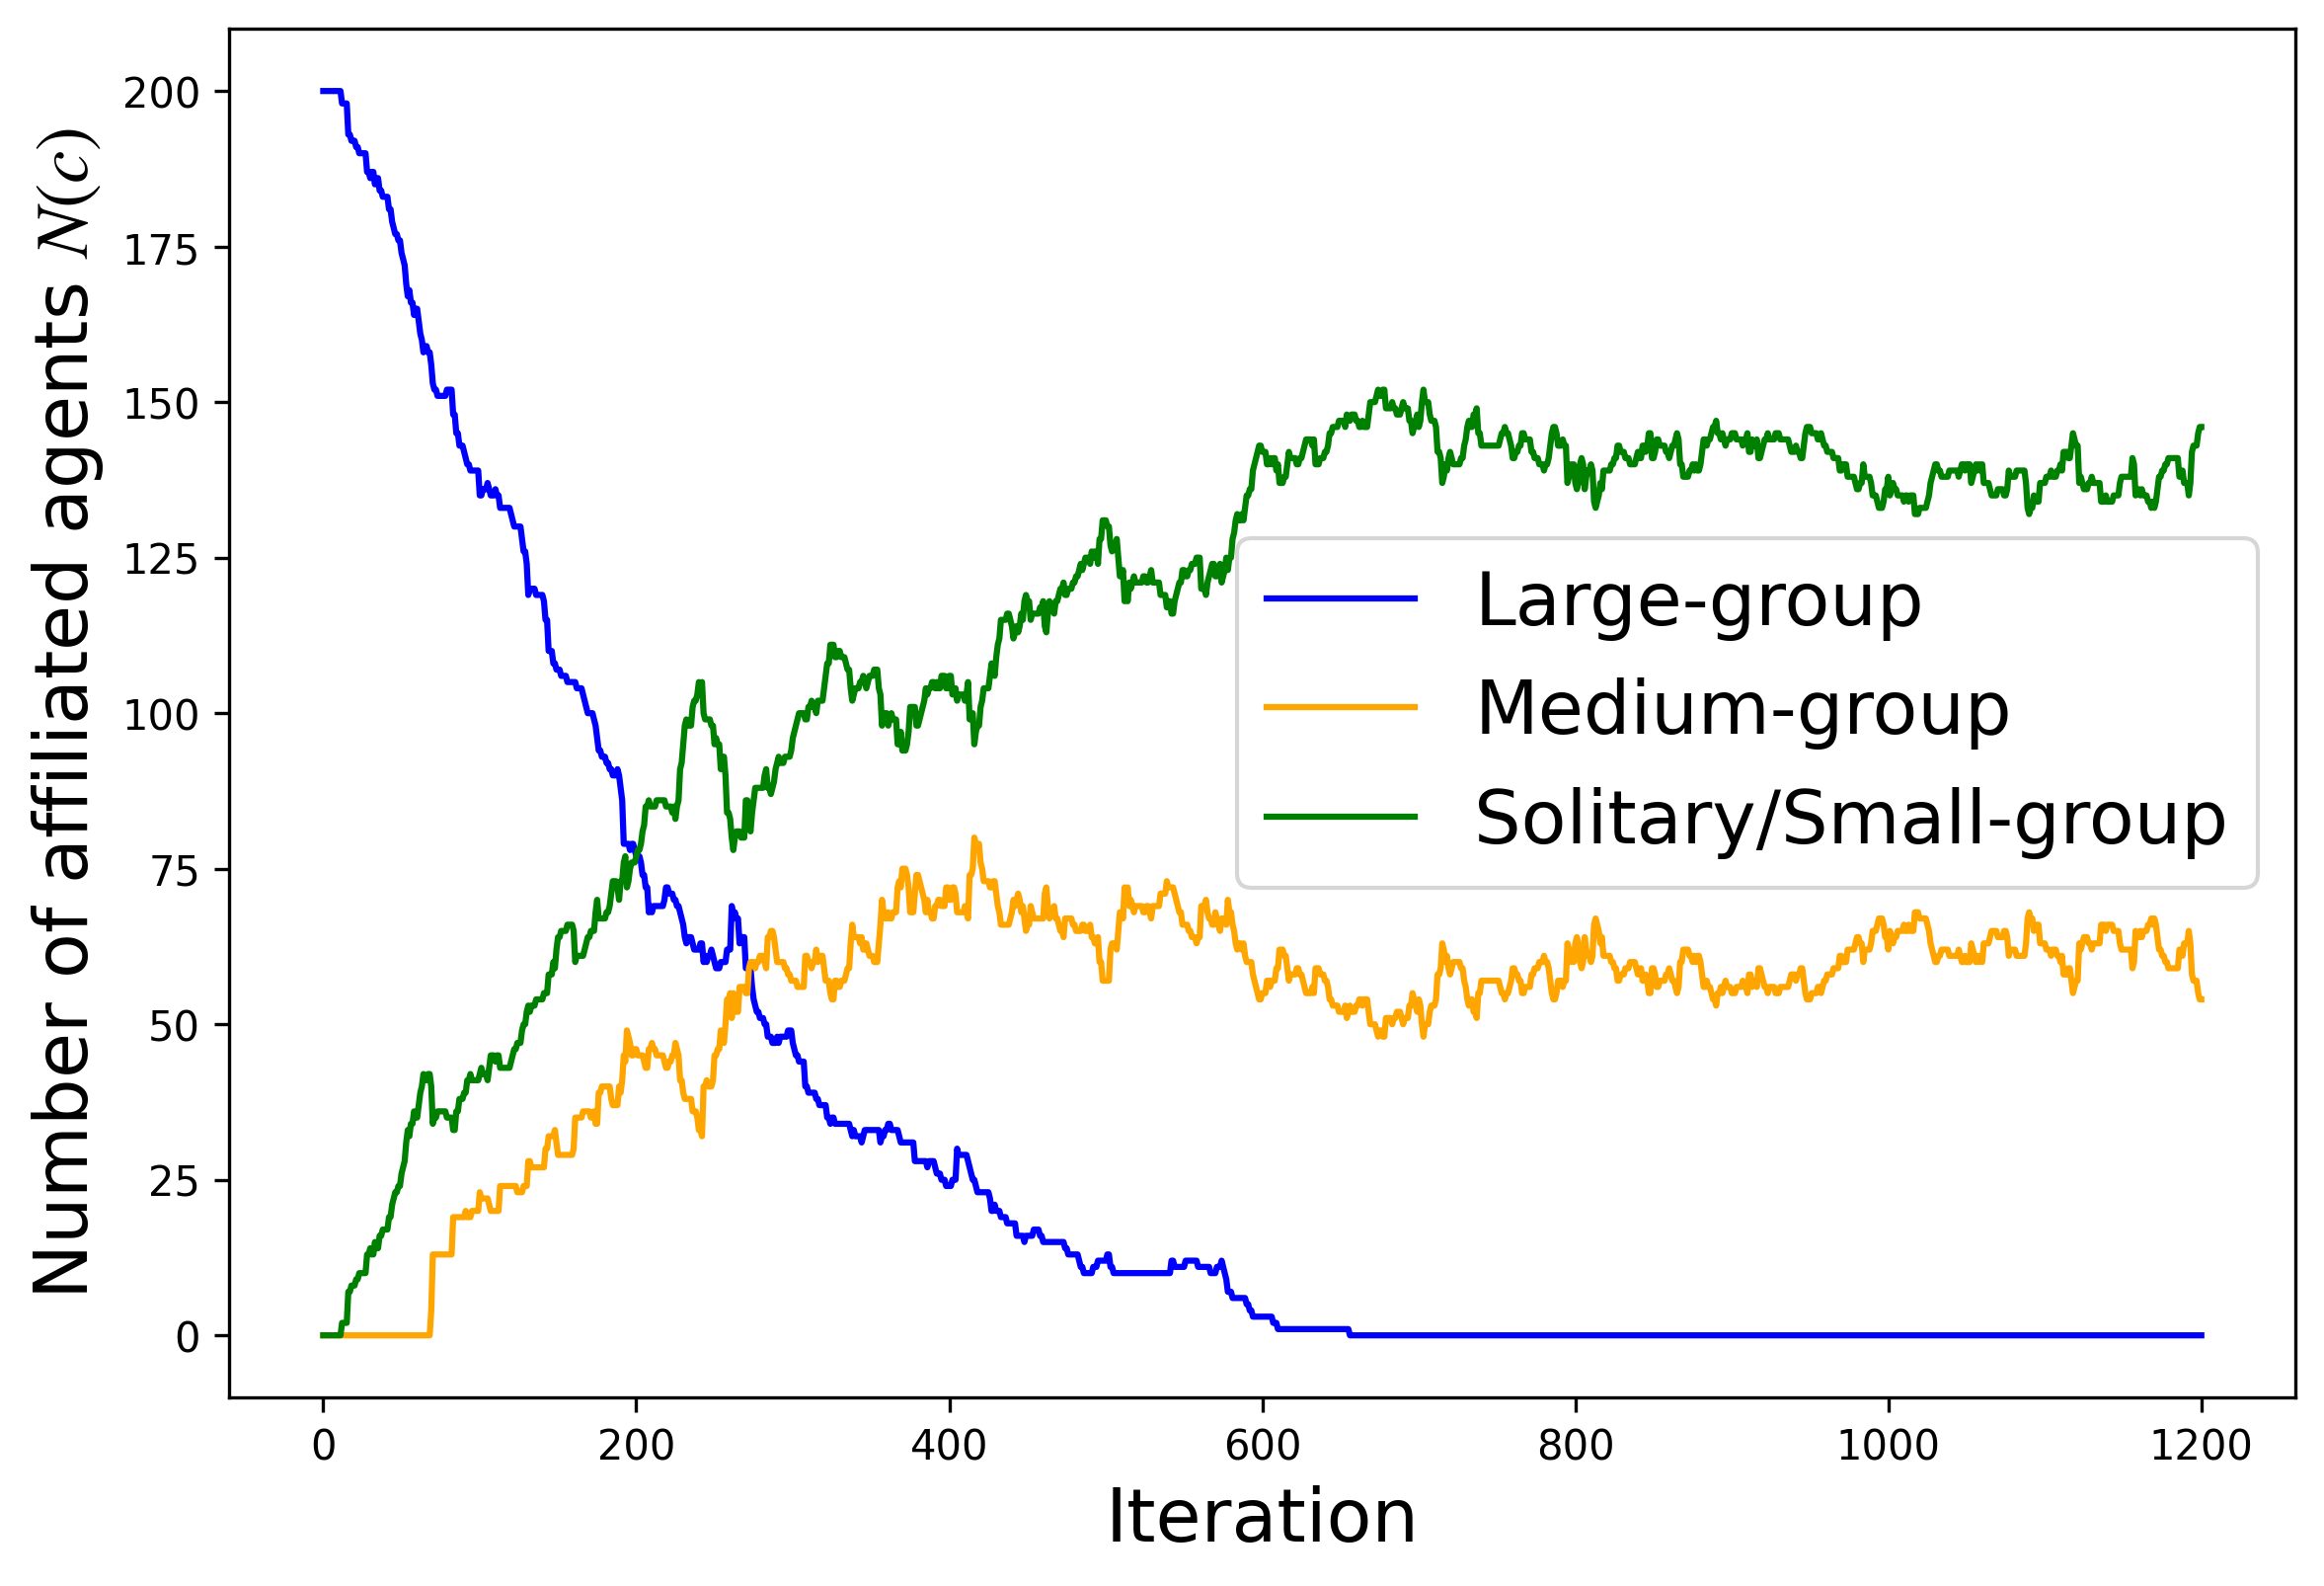 Number of affiliated agents N(c)
200
175
150
125
100
75
50
25
0
Large-group
Medium-group
Solitary/Small-group
0 200 400 600 800 1000 1200
Iteration